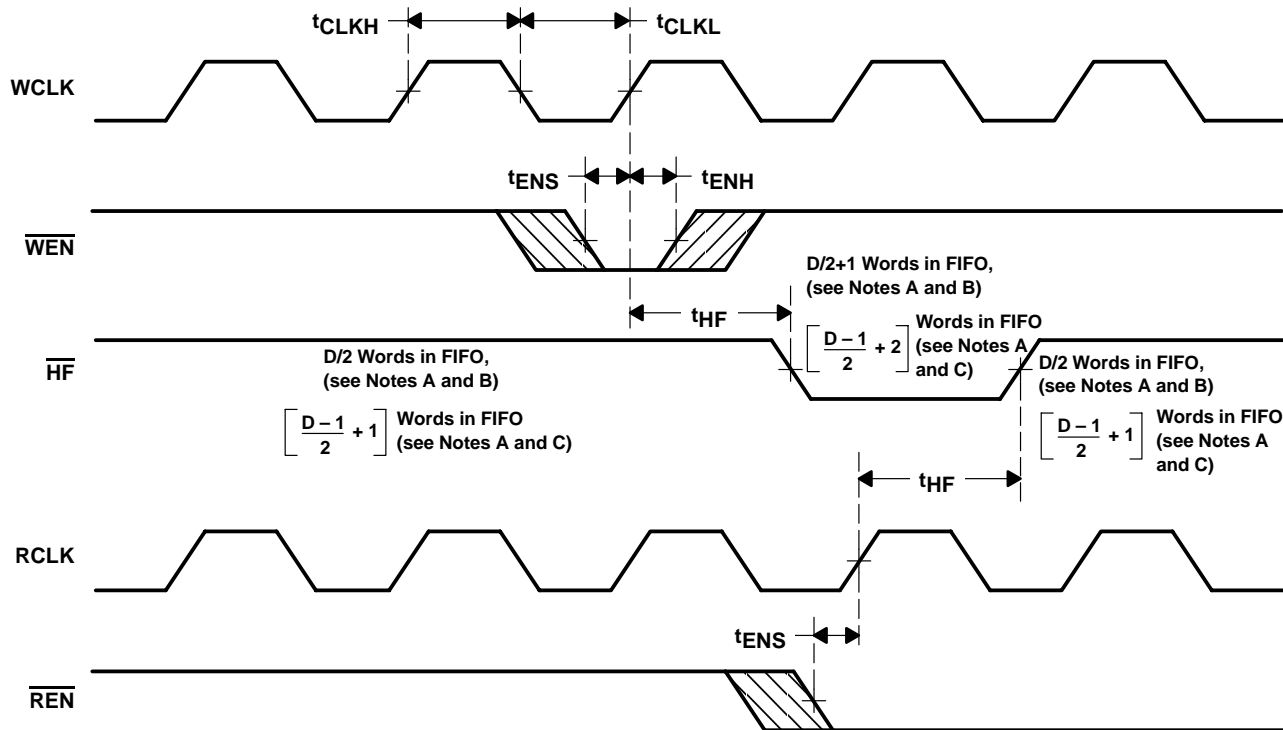 tCLKH
tCLKL
WCLK
tENS
tENH
WEN
D/2+1 Words in FIFO,
(see Notes A and B)
tHF
[ D – 1 / 2 + 2 ] Words in FIFO
(see Notes A
and C)
HF
D/2 Words in FIFO,
(see Notes A and B)
[ D – 1 / 2 + 1 ] Words in FIFO
(see Notes A and C)
D/2 Words in FIFO,
(see Notes A and B)
[ D – 1 / 2 + 1 ] Words in FIFO
(see Notes A
and C)
tHF
RCLK
tENS
REN